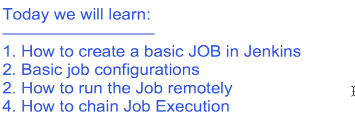 Today we will learn:
1. How to create a basic JOB in Jenkins
2. Basic job configurations
2. How to run the Job remotely
4. How to chain Job Execution